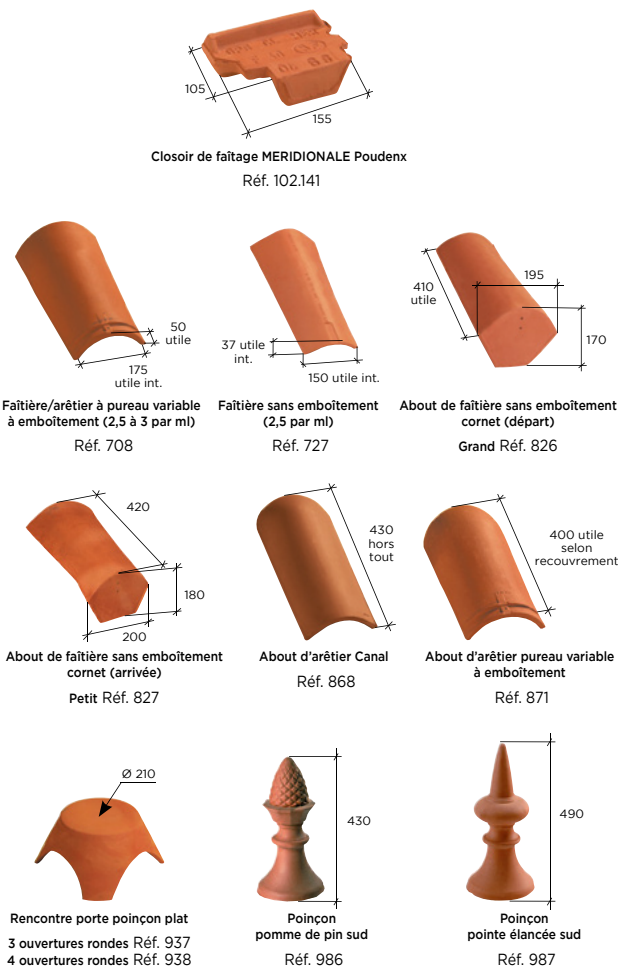 105
155
Closoir de faîtage MERIDIONALE Poudenx
Réf. 102.141
50
utile
175
utile int.
Faîtière/arêtier à pureau variable
à emboîtement (2,5 à 3 par ml)
Réf. 708
37 utile
int.
150 utile int.
Faîtière sans emboîtement
(2,5 par ml)
Réf. 727
410
utile
195
170
About de faîtière sans emboîtement
cornet (départ)
Grand Réf. 826
420
180
200
About de faîtière sans emboîtement
cornet (arrivée)
Petit Réf. 827
430
hors
tout
About d'arêtier Canal
Réf. 868
400 utile
selon
recouvrement
About d'arêtier pureau variable
à emboîtement
Réf. 871
Ø 210
Rencontre porte poinçon plat
3 ouvertures rondes Réf. 937
4 ouvertures rondes Réf. 938
430
Poinçon
pomme de pin sud
Réf. 986
490
Poinçon
pointe élancée sud
Réf. 987